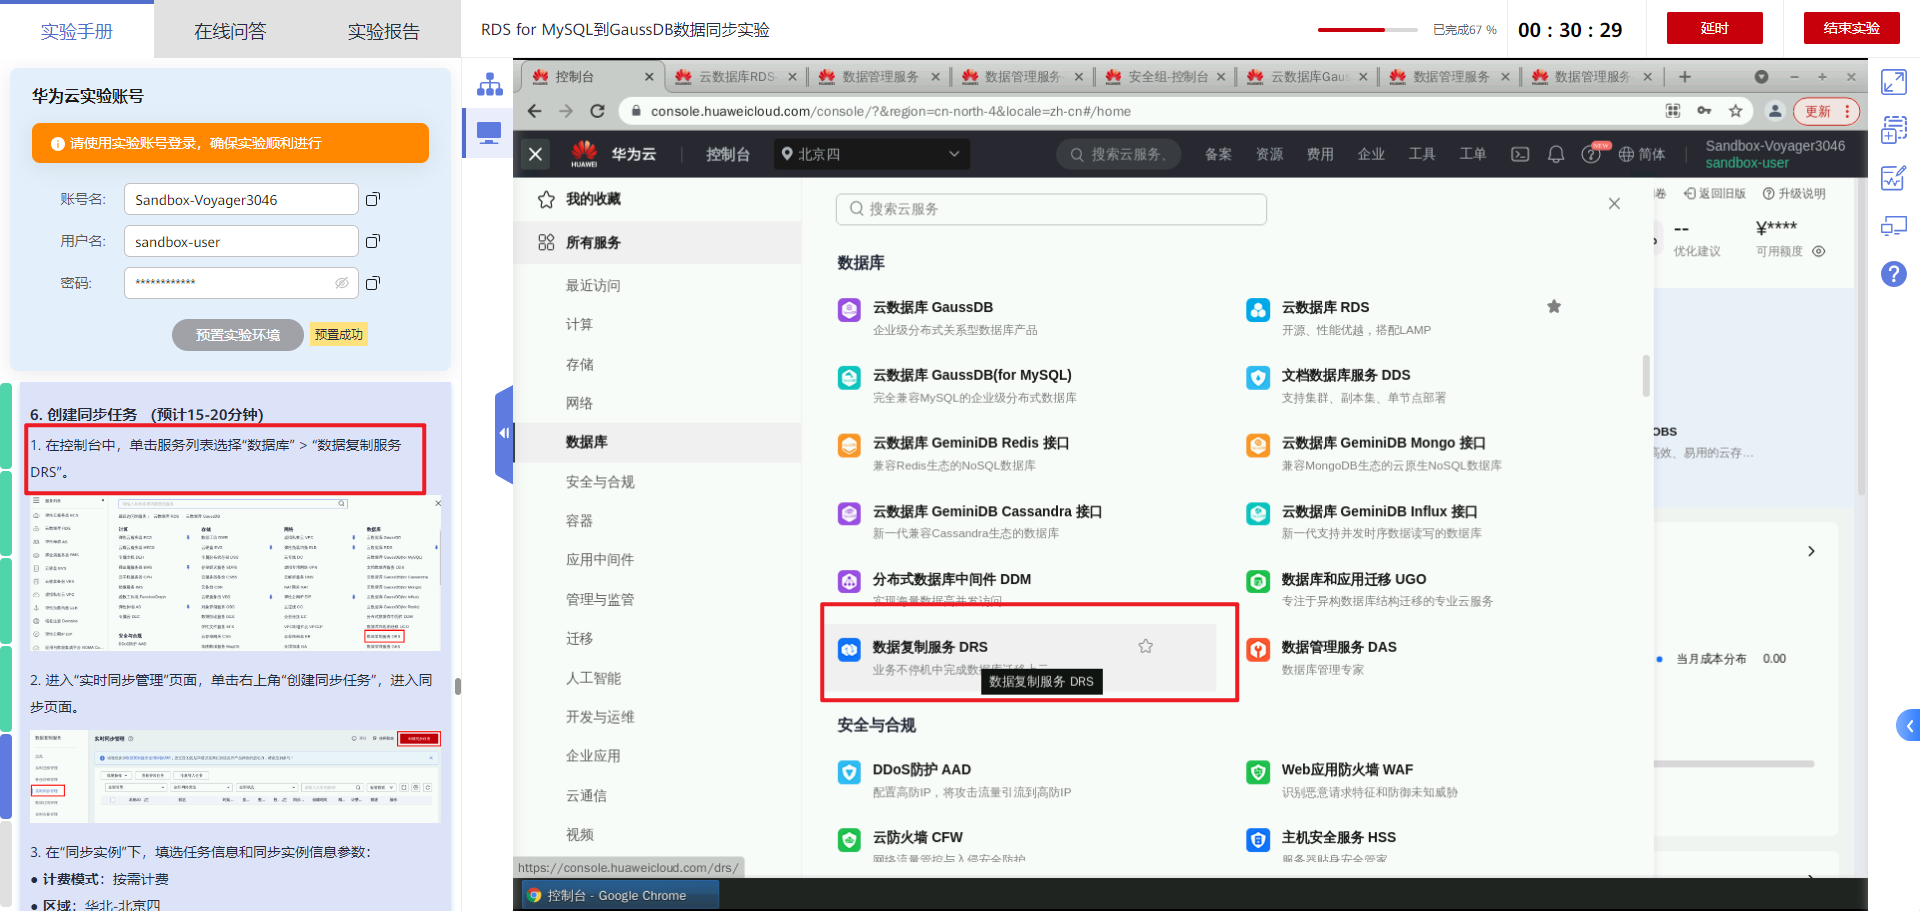 实验手册
在线问答
实验报告
RDS for MySQL到GaussDB数据同步实验
已完成67 %
00 : 30 : 29
延时
结束实验
华为云实验账号
请使用实验账号登录，确保实验顺利进行
账号名:
Sandbox-Voyager3046
用户名:
sandbox-user
密码:
************
预置实验环境
预置成功
6. 创建同步任务 （预计15-20分钟）
1. 在控制台中，单击服务列表选择“数据库” > “数据复制服务
DRS”。
2. 进入“实时同步管理”页面，单击右上角“创建同步任务”，进入同
步页面。
3. 在“同步实例”下，填选任务信息和同步实例信息参数：
● 计费模式：按需计费
● 区域：华北-北京四
控制台
云数据库RDS-
数据管理服务
数据管理服务-
安全组-控制台
云数据库Gaus
数据管理服务
数据管理服务-
console.huaweicloud.com/console/?&region=cn-north-4&locale=zh-cn#/home
更新
HUAWEI
华为云
控制台
北京四
搜索云服务、
备案
资源
费用
企业
工具
工单
NEW
简体
Sandbox-Voyager3046
sandbox-user
我的收藏
所有服务
最近访问
计算
存储
网络
数据库
安全与合规
容器
应用中间件
管理与监管
迁移
人工智能
开发与运维
企业应用
云通信
视频
搜索云服务
数据库
云数据库 GaussDB
企业级分布式关系型数据库产品
云数据库 RDS
开源、性能优越，搭配LAMP
云数据库 GaussDB(for MySQL)
完全兼容MySQL的企业级分布式数据库
文档数据库服务 DDS
支持集群、副本集、单节点部署
云数据库 GeminiDB Redis 接口
兼容Redis生态的NoSQL数据库
云数据库 GeminiDB Mongo 接口
兼容MongoDB生态的云原生NoSQL数据库
云数据库 GeminiDB Cassandra 接口
新一代兼容Cassandra生态的数据库
云数据库 GeminiDB Influx 接口
新一代支持并发时序数据读写的数据库
分布式数据库中间件 DDM
实现海量数据高并发访问
数据库和应用迁移 UGO
专注于异构数据库结构迁移的专业云服务
数据复制服务 DRS
业务不停机中完成数据库迁移上云
数据复制服务 DRS
数据管理服务 DAS
数据库管理专家
安全与合规
DDoS防护 AAD
配置高防IP，将攻击流量引流到高防IP
Web应用防火墙 WAF
识别恶意请求特征和防御未知威胁
云防火墙 CFW
网络流量管控与入侵安全防护
主机安全服务 HSS
服务器贴身安全管家
返回旧版
升级说明
--
优化建议
¥****
可用额度
OBS
高效、易用的云存…
当月成本分布
0.00
https://console.huaweicloud.com/drs/
控制台 - Google Chrome